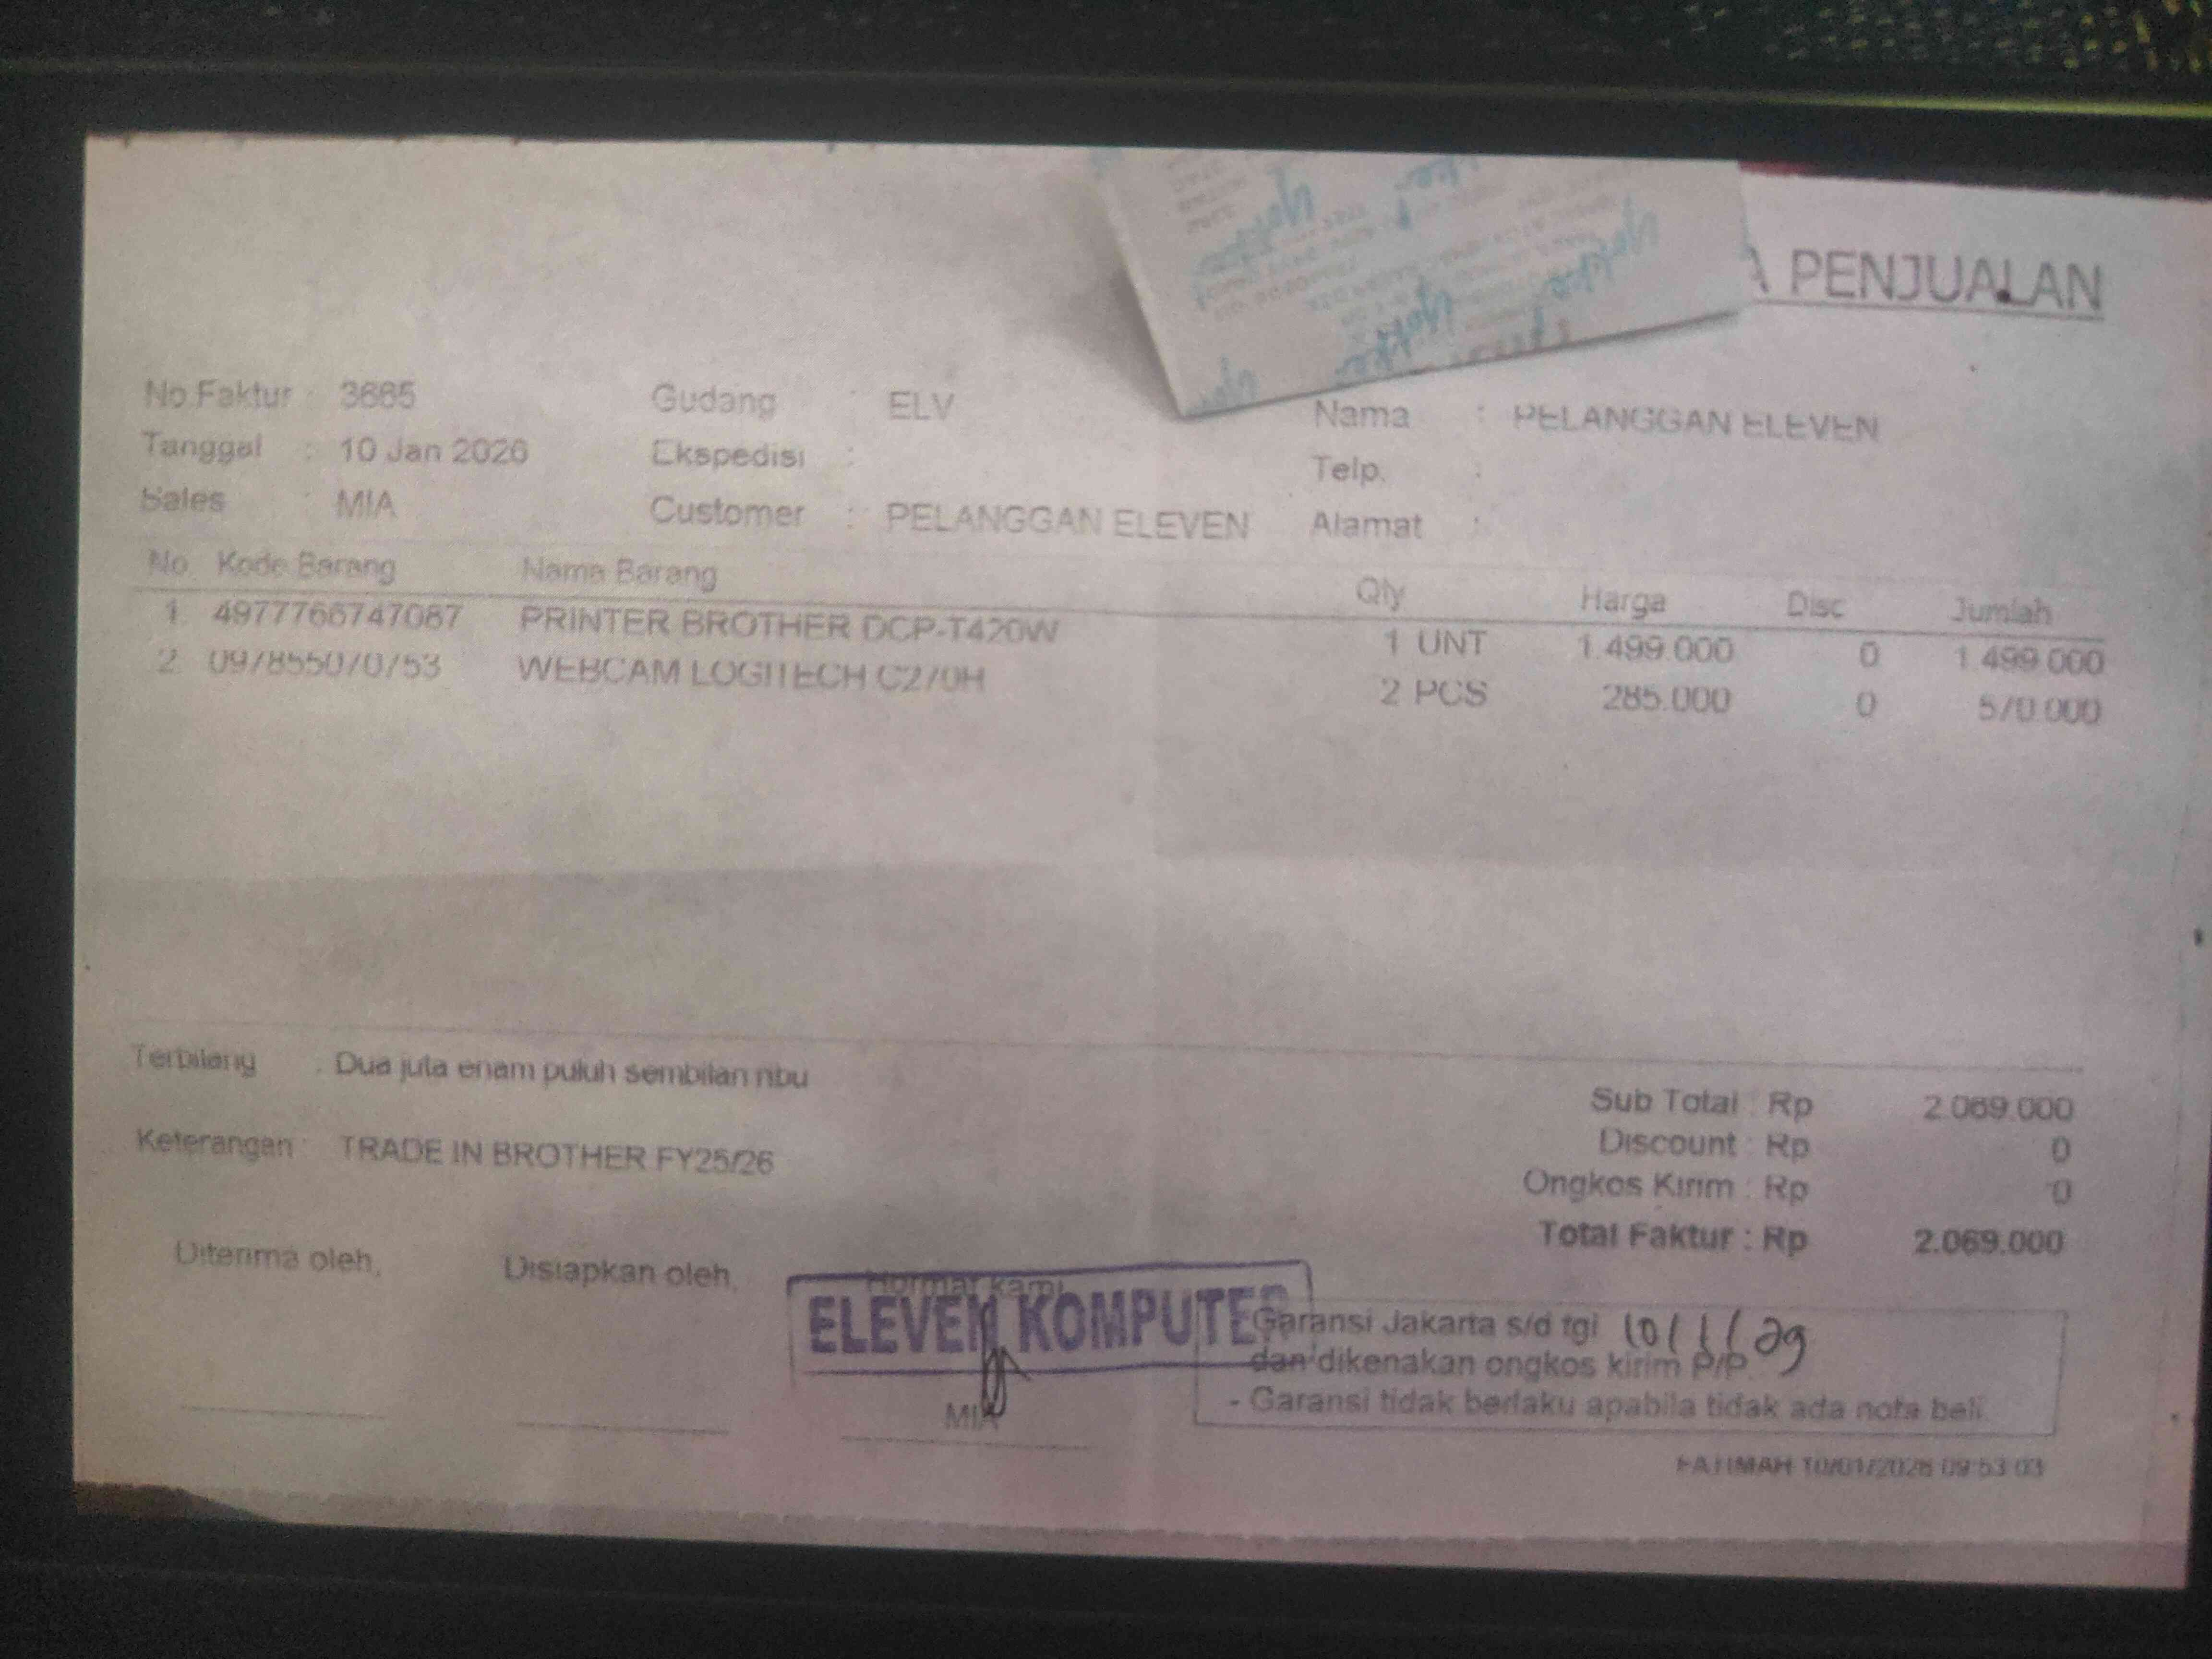 A PENJUALAN
No.Faktur : 3665 Gudang : ELV Nama : PELANGGAN ELEVEN
Tanggal : 10 Jan 2026 Ekspedisi : Telp. :
Sales : MIA Customer : PELANGGAN ELEVEN Alamat :
No Kode Barang Nama Barang Qty Harga Disc Jumlah
1. 4977766747087 PRINTER BROTHER DCP-T420W 1 UNT 1.499.000 0 1.499.000
2. 097855070753 WEBCAM LOGITECH C270H 2 PCS 285.000 0 570.000
Terbilang : Dua juta enam puluh sembilan ribu
Sub Total : Rp 2.069.000
Discount : Rp 0
Keterangan : TRADE IN BROTHER FY25/26
Ongkos Kirim : Rp 0
Total Faktur : Rp 2.069.000
Diterima oleh, Disiapkan oleh, Hormat kami
ELEVEN KOMPUTER
Garansi Jakarta s/d tgl 10/1/29
dan dikenakan ongkos kirim P/P.
- Garansi tidak berlaku apabila tidak ada nota beli.
MIA
FATIMAH 10/01/2026 09:53:03